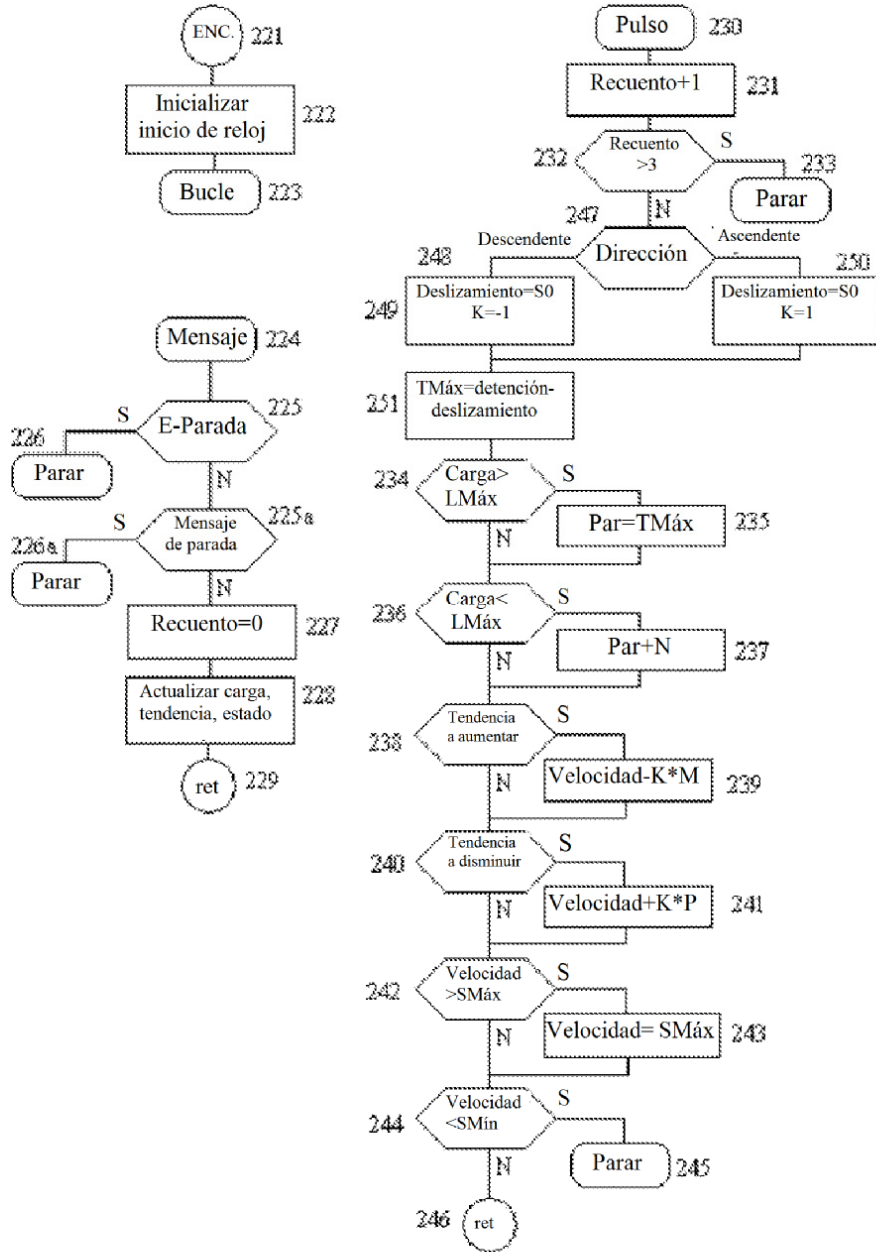 ENC.
221
Inicializar
inicio de reloj
222
Bucle
223
Mensaje
224
225
S
E-Parada
226
Parar
N
225a
S
Mensaje
de parada
226a
Parar
N
Recuento=0
227
Actualizar carga,
tendencia, estado
228
ret
229
Pulso
230
Recuento+1
231
232
Recuento
>3
S
233
Parar
N
247
Descendente
Dirección
Ascendente
248
250
249
Deslizamiento=S0
K=-1
Deslizamiento=S0
K=1
251
TMáx=detención-
deslizamiento
234
Carga>
LMáx
S
Par=TMáx
235
N
236
Carga<
LMáx
S
Par+N
237
N
238
Tendencia
a aumentar
S
Velocidad-K*M
239
N
240
Tendencia
a disminuir
S
Velocidad+K*P
241
N
242
Velocidad
>SMáx
S
Velocidad= SMáx
243
N
244
Velocidad
<SMín
S
Parar
245
N
246
ret